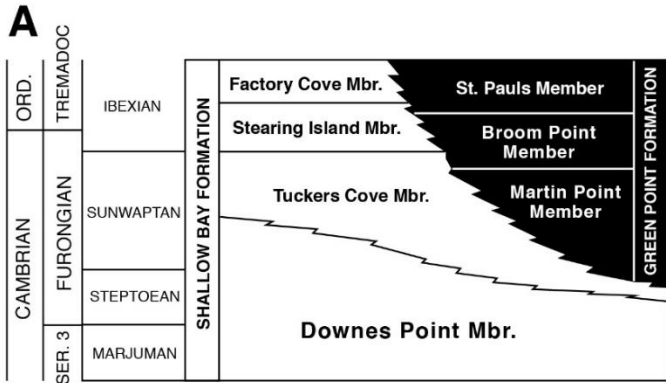 A
ORD.
TREMADOC
CAMBRIAN
FURONGIAN
SER. 3
IBEXIAN
SUNWAPTAN
STEPTOEAN
MARJUMAN
SHALLOW BAY FORMATION
Factory Cove Mbr.
Stearing Island Mbr.
Tuckers Cove Mbr.
Downes Point Mbr.
St. Pauls Member
Broom Point
Member
Martin Point
Member
GREEN POINT FORMATION